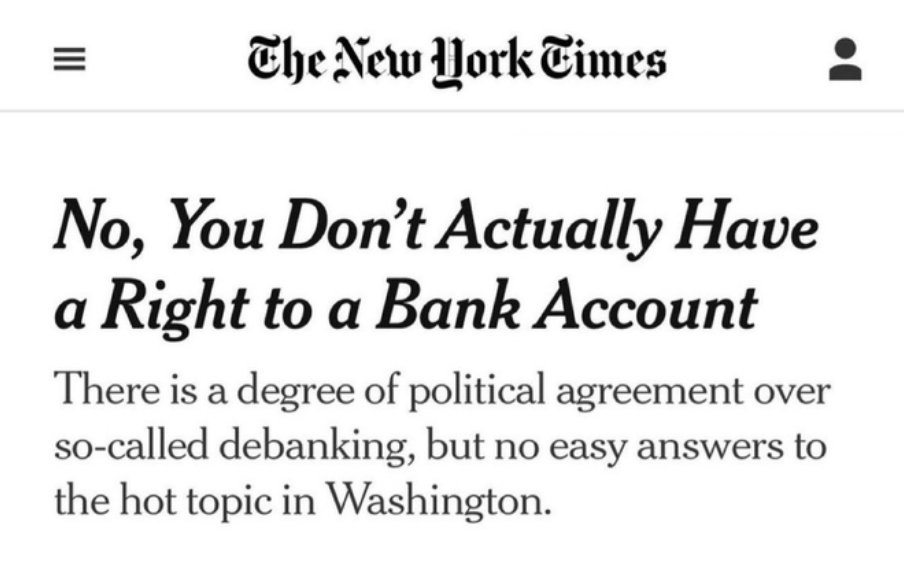 The New York Times
No, You Don’t Actually Have
a Right to a Bank Account
There is a degree of political agreement over
so-called debanking, but no easy answers to
the hot topic in Washington.